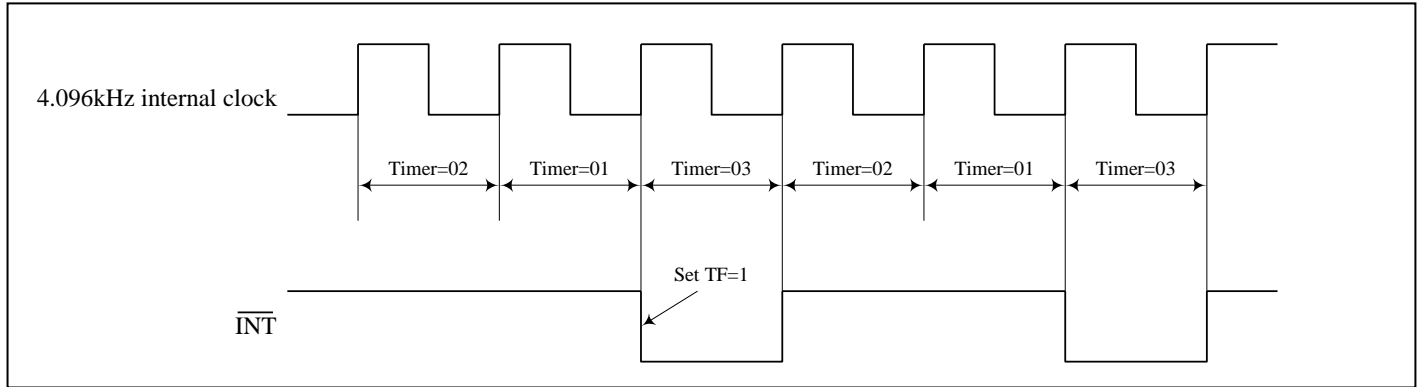 4.096kHz internal clock
Timer=02 Timer=01 Timer=03 Timer=02 Timer=01 Timer=03
Set TF=1
INT